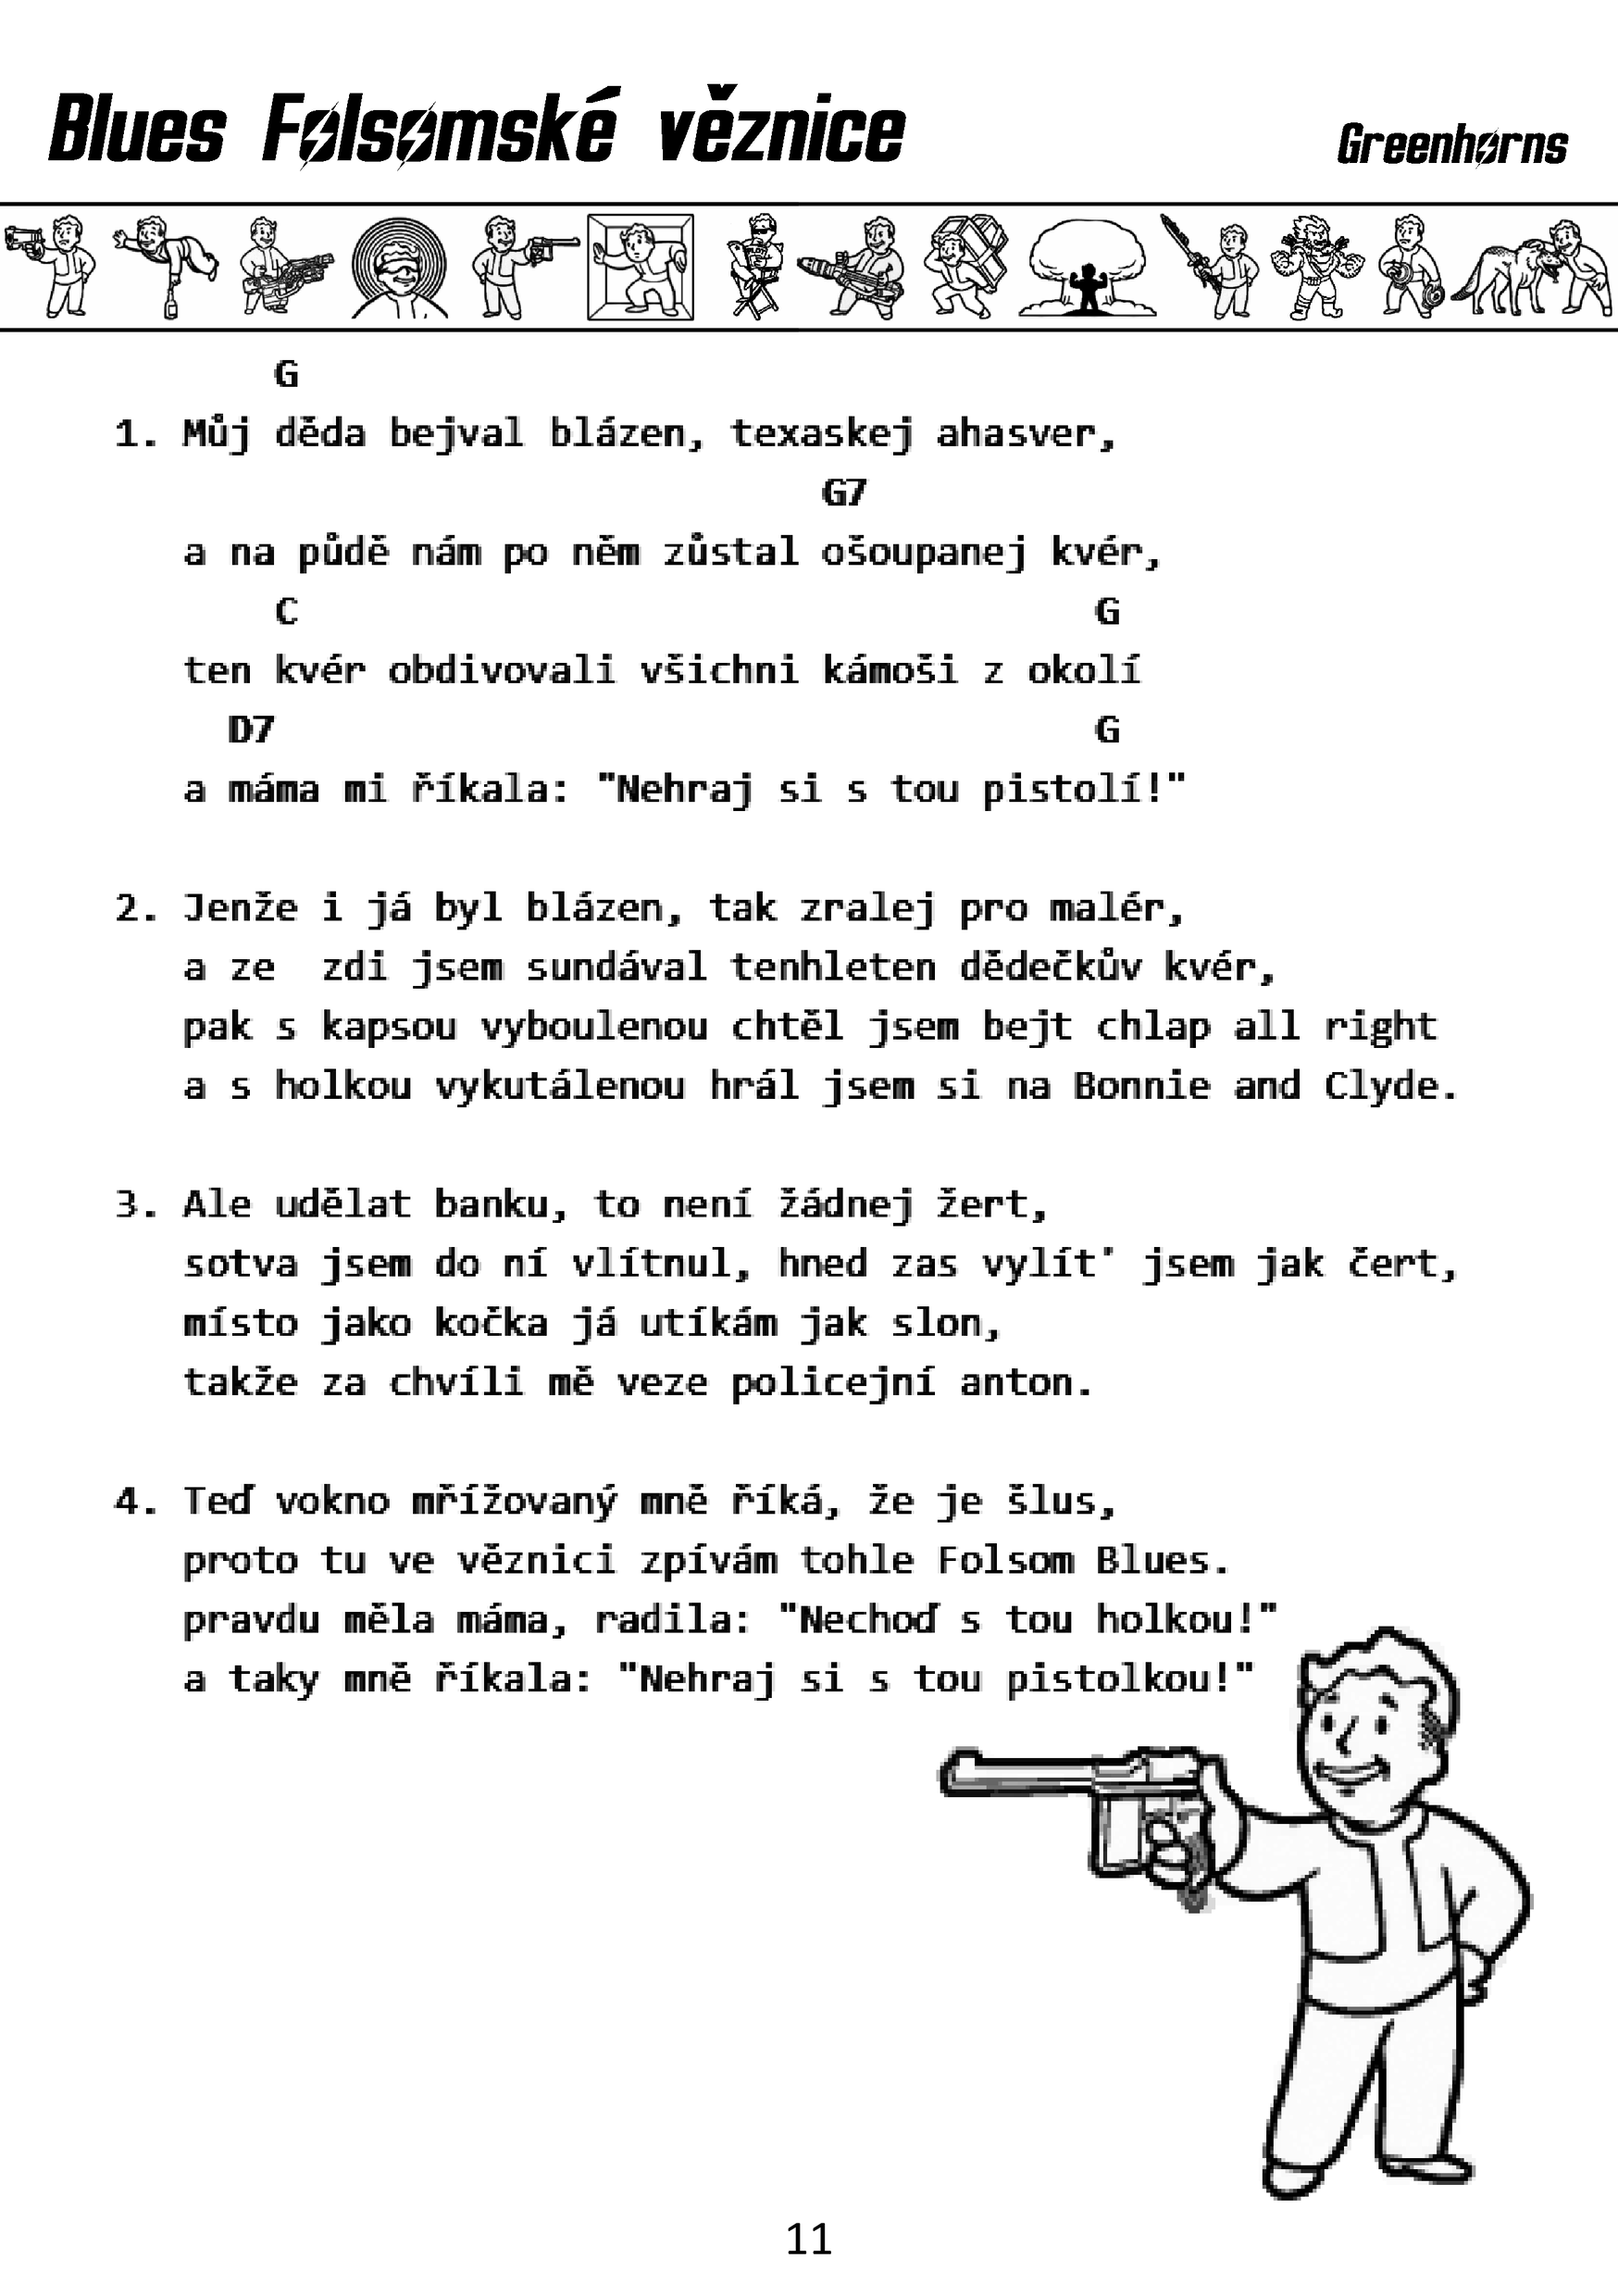 Blues Folsomské věznice
Greenhorns
G
1. Můj děda bejval blázen, texaskej ahasver,
G7
a na půdě nám po něm zůstal ošoupanej kvér,
C G
ten kvér obdivovali všichni kámoši z okolí
D7 G
a máma mi říkala: "Nehraj si s tou pistolí!"
2. Jenže i já byl blázen, tak zralej pro malér,
a ze  zdi jsem sundával tenhleten dědečkův kvér,
pak s kapsou vyboulenou chtěl jsem bejt chlap all right
a s holkou vykutálenou hrál jsem si na Bonnie and Clyde.
3. Ale udělat banku, to není žádnej žert,
sotva jsem do ní vlítnul, hned zas vylít' jsem jak čert,
místo jako kočka já utíkám jak slon,
takže za chvíli mě veze policejní anton.
4. Teď vokno mřížovaný mně říká, že je šlus,
proto tu ve věznici zpívám tohle Folsom Blues.
pravdu měla máma, radila: "Nechoď s tou holkou!"
a taky mně říkala: "Nehraj si s tou pistolkou!"
11